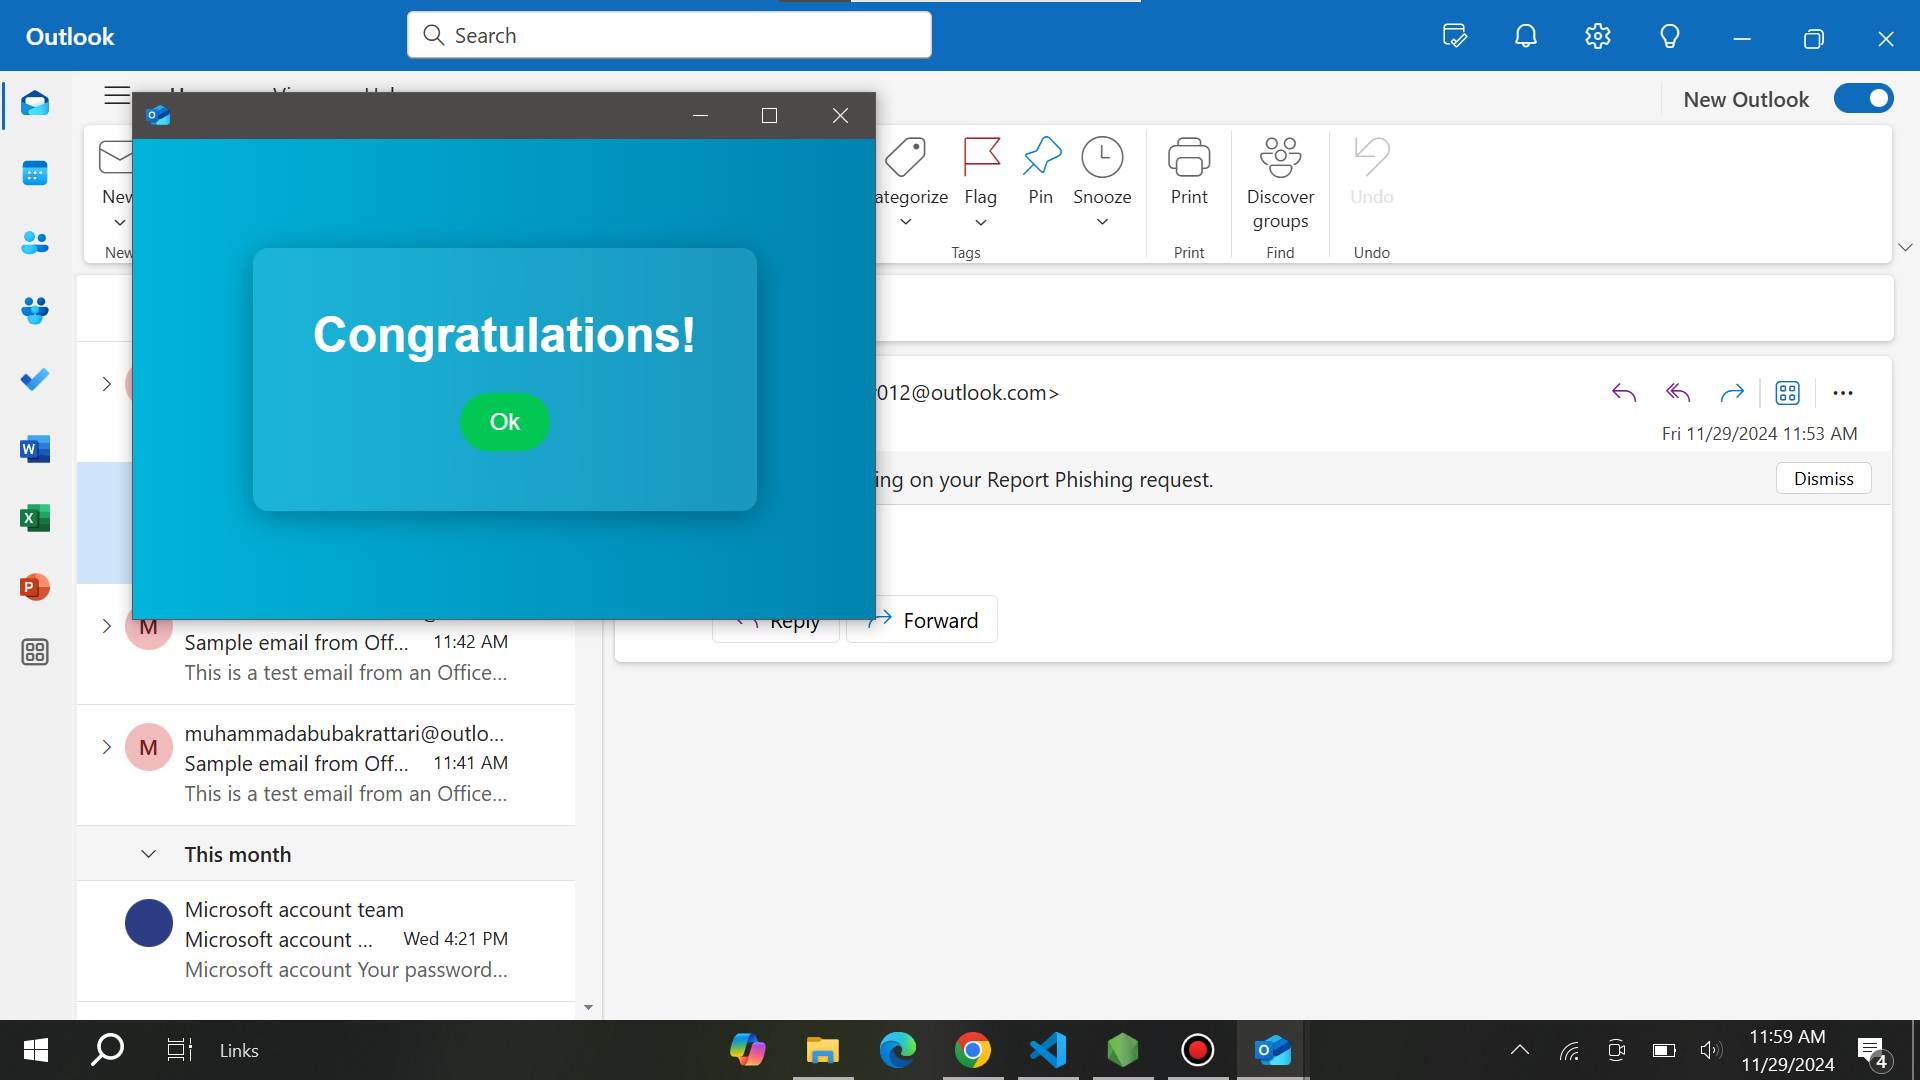 Outlook
Search
New Outlook
New
ategorize
Flag
Pin
Snooze
Print
Discover
groups
Undo
New
Tags
Print
Find
Undo
Congratulations!
Ok
012@outlook.com>
Fri 11/29/2024 11:53 AM
ing on your Report Phishing request.
Dismiss
Reply
Forward
M
Sample email from Off...
11:42 AM
This is a test email from an Office...
M
muhammadabubakrattari@outlo...
Sample email from Off...
11:41 AM
This is a test email from an Office...
This month
Microsoft account team
Microsoft account ...
Wed 4:21 PM
Microsoft account Your password...
Links
11:59 AM
11/29/2024
4